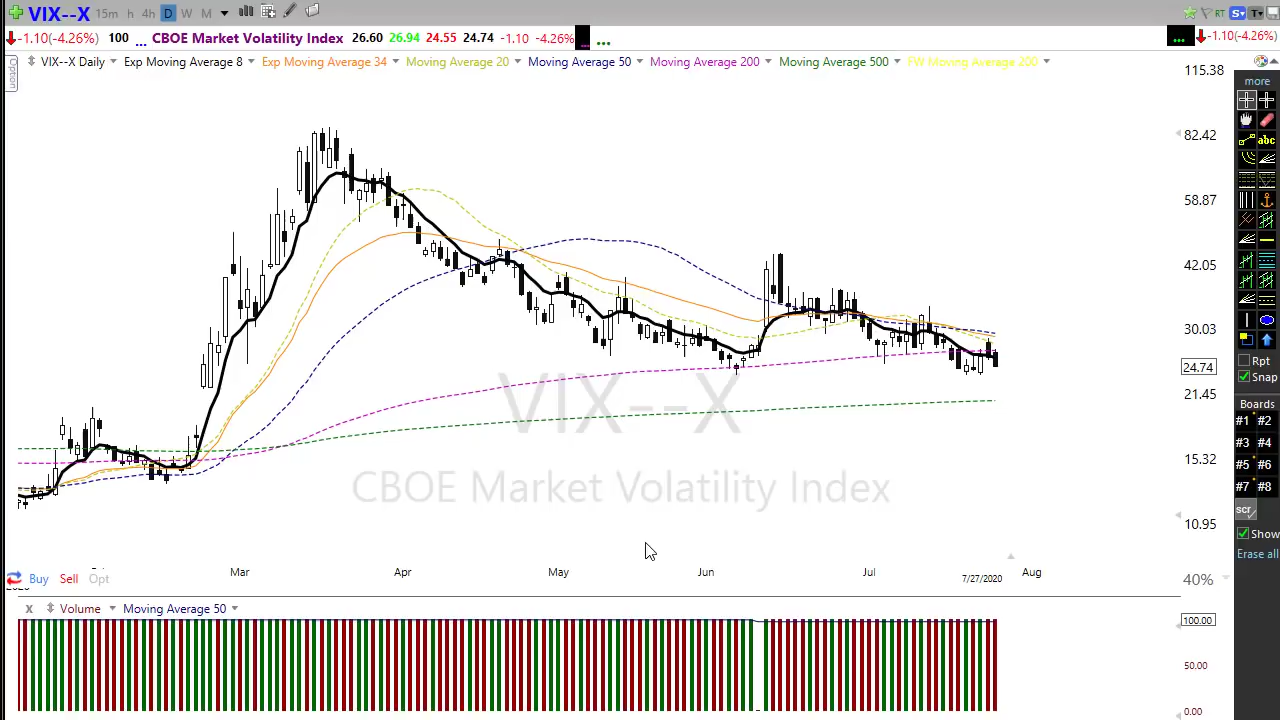 VIX--X 15m h 4h D W M RT S T
-1.10(-4.26%) 100 ... CBOE Market Volatility Index 26.60 26.94 24.55 24.74 -1.10 -4.26% ... ... ... -1.10(-4.26%)
Option
VIX--X Daily Exp Moving Average 8 Exp Moving Average 34 Moving Average 20 Moving Average 50 Moving Average 200 Moving Average 500 FW Moving Average 200
115.38
82.42
58.87
42.05
30.03
24.74
21.45
15.32
10.95
VIX--X
CBOE Market Volatility Index
Mar Apr May Jun Jul 7/27/2020 Aug
Buy Sell Opt
40%
X Volume Moving Average 50
100.00
50.00
0.00
more
abc
Rpt
Snap
Boards
#1 #2
#3 #4
#5 #6
#7 #8
scr
Show
Erase all